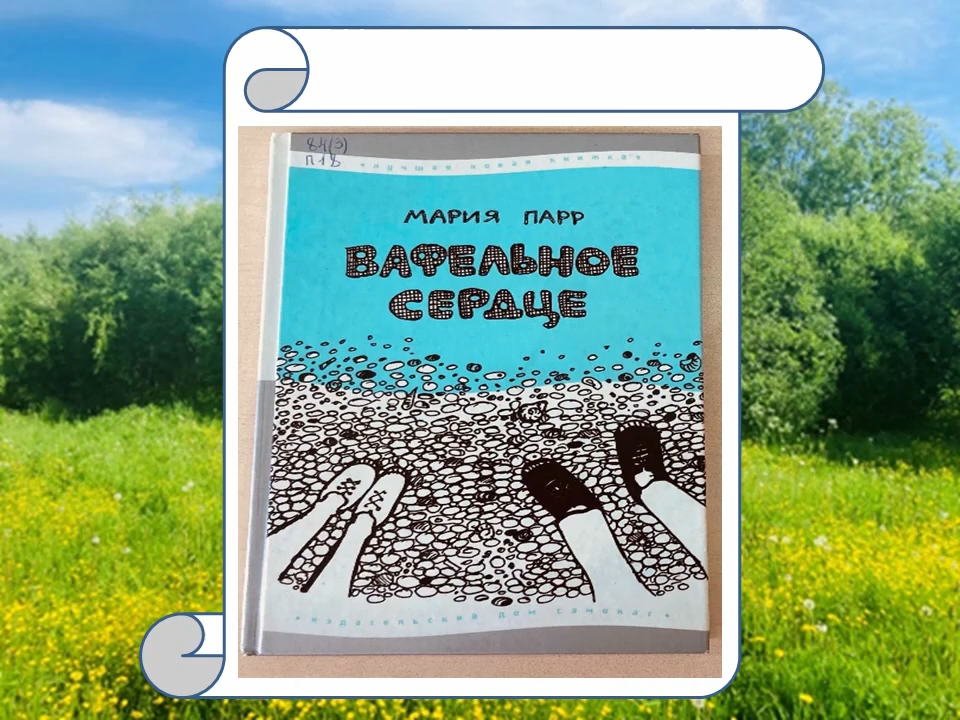 84(3)
П18
•лучшая новая книжка•
МАРИЯ ПАРР
ВАФЕЛЬНОЕ
СЕРДЦЕ
•издательский дом самокат•